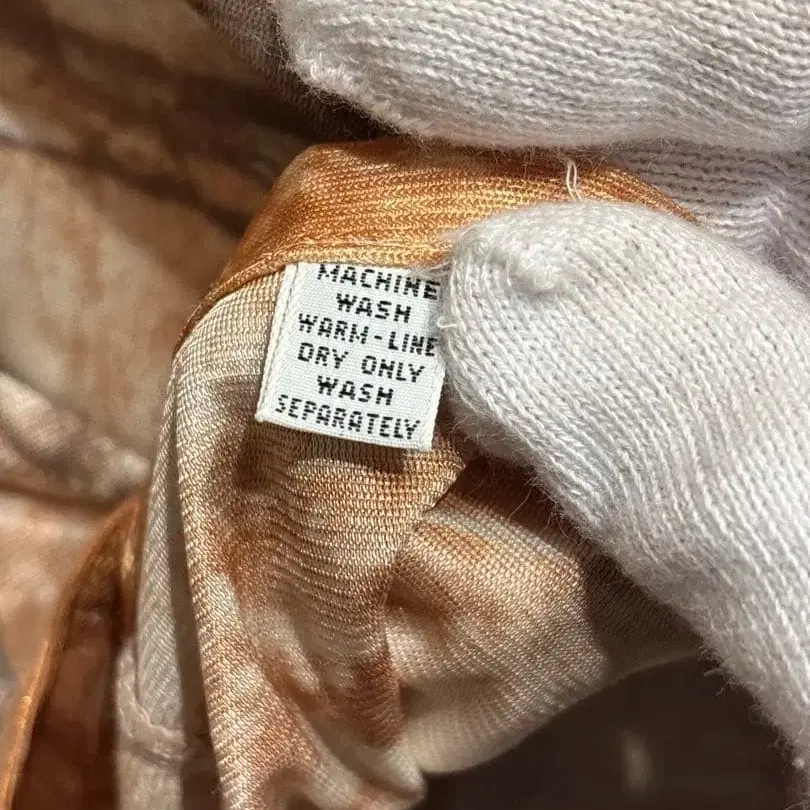 MACHINE
WASH
WARM-LINE
DRY ONLY
WASH
SEPARATELY